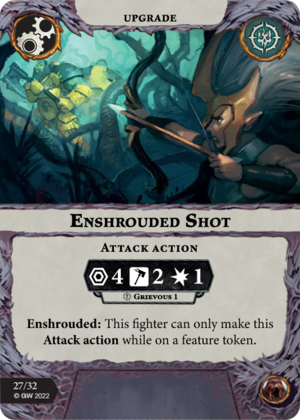 UPGRADE
ENSHROUDED SHOT
ATTACK ACTION
4 2 1
GRIEVOUS 1
Enshrouded: This fighter can only make this
Attack action while on a feature token.
27/32
© GW 2022